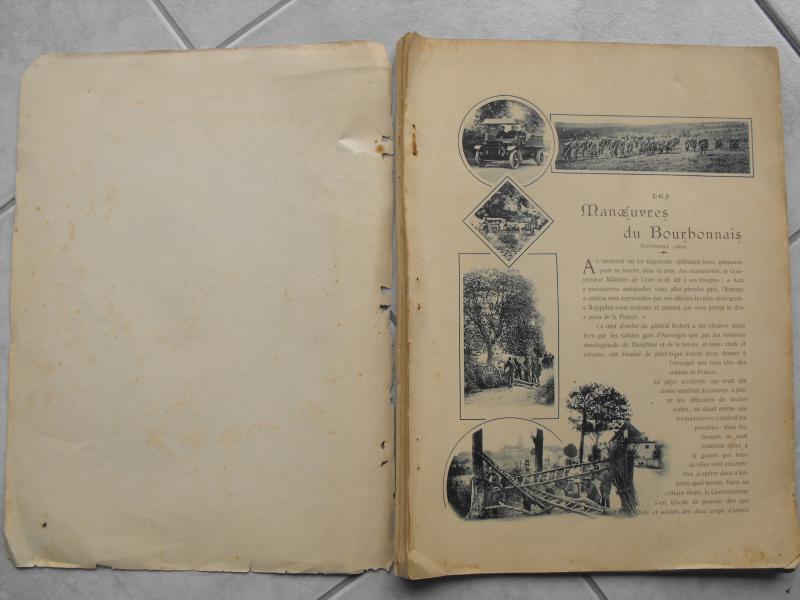 LES
Manœuvres
du Bourbonnais
SEPTEMBRE 1909
AU moment où les régiments quittaient leurs garnisons
pour se rendre dans la zone des manœuvres, le Gou-
verneur Militaire de Lyon avait dit à ses troupes : « Aux
« manœuvres auxquelles vous allez prendre part, l'Europe
« entière sera représentée par ses officiers les plus distingués.
« Rappelez-vous toujours et partout que vous portez le dra-
« peau de la France. »
Ce mot d'ordre du général Robert a été observé aussi
bien par les solides gars d'Auvergne que par les robustes
montagnards du Dauphiné et de la Savoie, et tous, chefs et
soldats, ont rivalisé de patriotique ardeur pour donner à
l'étranger une fière idée des
soldats de France.
Le pays accidenté qui avait été
choisi semblait accumuler à plai-
sir les difficultés de toutes
sortes; on disait même que
les manœuvres y étaient im-
possibles; mais des
troupes ne sont
vraiment aptes à
la guerre que lors-
qu'elles sont suscepti-
bles d'opérer dans n'im-
porte quel terrain. Dans sa
critique finale, le Généralissime
s'est félicité de pouvoir dire que
chefs et soldats des deux corps d'armée